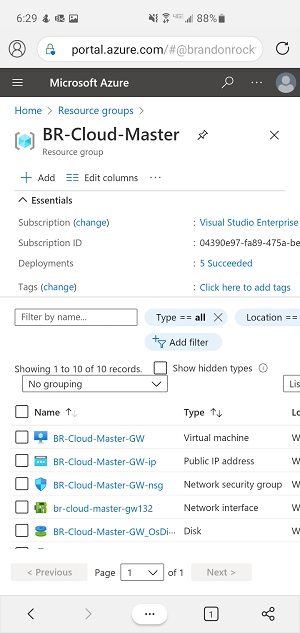 6:29 88%
portal.azure.com/#@brandonrock
Microsoft Azure
Home > Resource groups >
BR-Cloud-Master
Resource group
+ Add Edit columns ...
Essentials
Subscription (change) : Visual Studio Enterprise
Subscription ID : 04390e97-fa89-475a-be
Deployments : 5 Succeeded
Tags (change) : Click here to add tags
Filter by name... Type == all Location ==
Add filter
Showing 1 to 10 of 10 records. Show hidden types
No grouping Lis
Name Type Lo
BR-Cloud-Master-GW Virtual machine W
BR-Cloud-Master-GW-ip Public IP address W
BR-Cloud-Master-GW-nsg Network security group W
br-cloud-master-gw132 Network interface W
BR-Cloud-Master-GW_OsDi... Disk W
< Previous Page 1 of 1 Next >
1